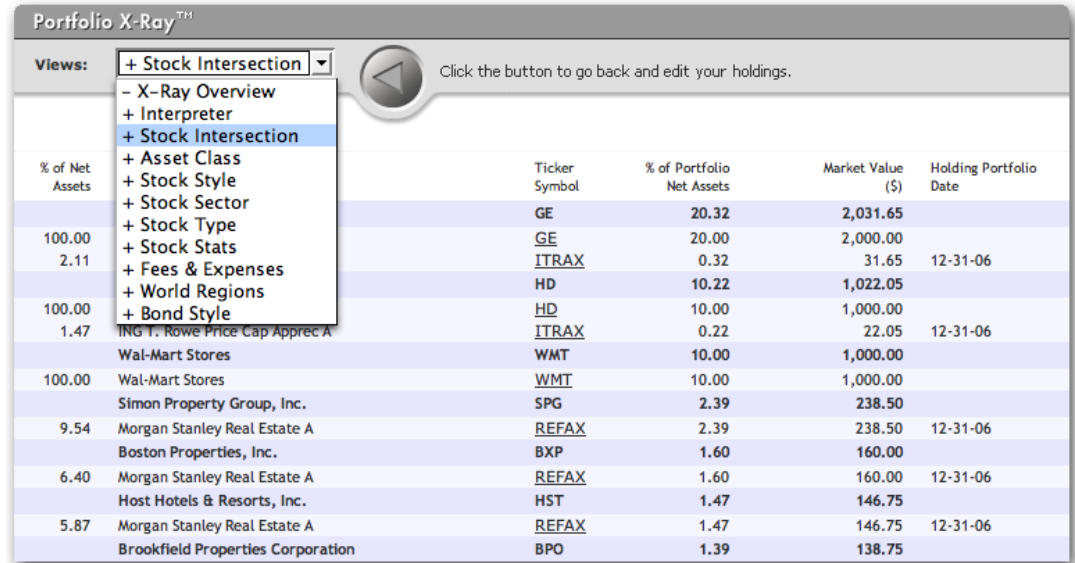 Portfolio X-Ray™
Views: + Stock Intersection
Click the button to go back and edit your holdings.
– X-Ray Overview
+ Interpreter
+ Stock Intersection
+ Asset Class
+ Stock Style
+ Stock Sector
+ Stock Type
+ Stock Stats
+ Fees & Expenses
+ World Regions
+ Bond Style
% of Net Assets Ticker Symbol % of Portfolio Net Assets Market Value ($) Holding Portfolio Date
GE 20.32 2,031.65
100.00 GE 20.00 2,000.00
2.11 ITRAX 0.32 31.65 12-31-06
HD 10.22 1,022.05
100.00 HD 10.00 1,000.00
1.47 ING T. Rowe Price Cap Apprec A ITRAX 0.22 22.05 12-31-06
Wal-Mart Stores WMT 10.00 1,000.00
100.00 Wal-Mart Stores WMT 10.00 1,000.00
Simon Property Group, Inc. SPG 2.39 238.50
9.54 Morgan Stanley Real Estate A REFAX 2.39 238.50 12-31-06
Boston Properties, Inc. BXP 1.60 160.00
6.40 Morgan Stanley Real Estate A REFAX 1.60 160.00 12-31-06
Host Hotels & Resorts, Inc. HST 1.47 146.75
5.87 Morgan Stanley Real Estate A REFAX 1.47 146.75 12-31-06
Brookfield Properties Corporation BPO 1.39 138.75